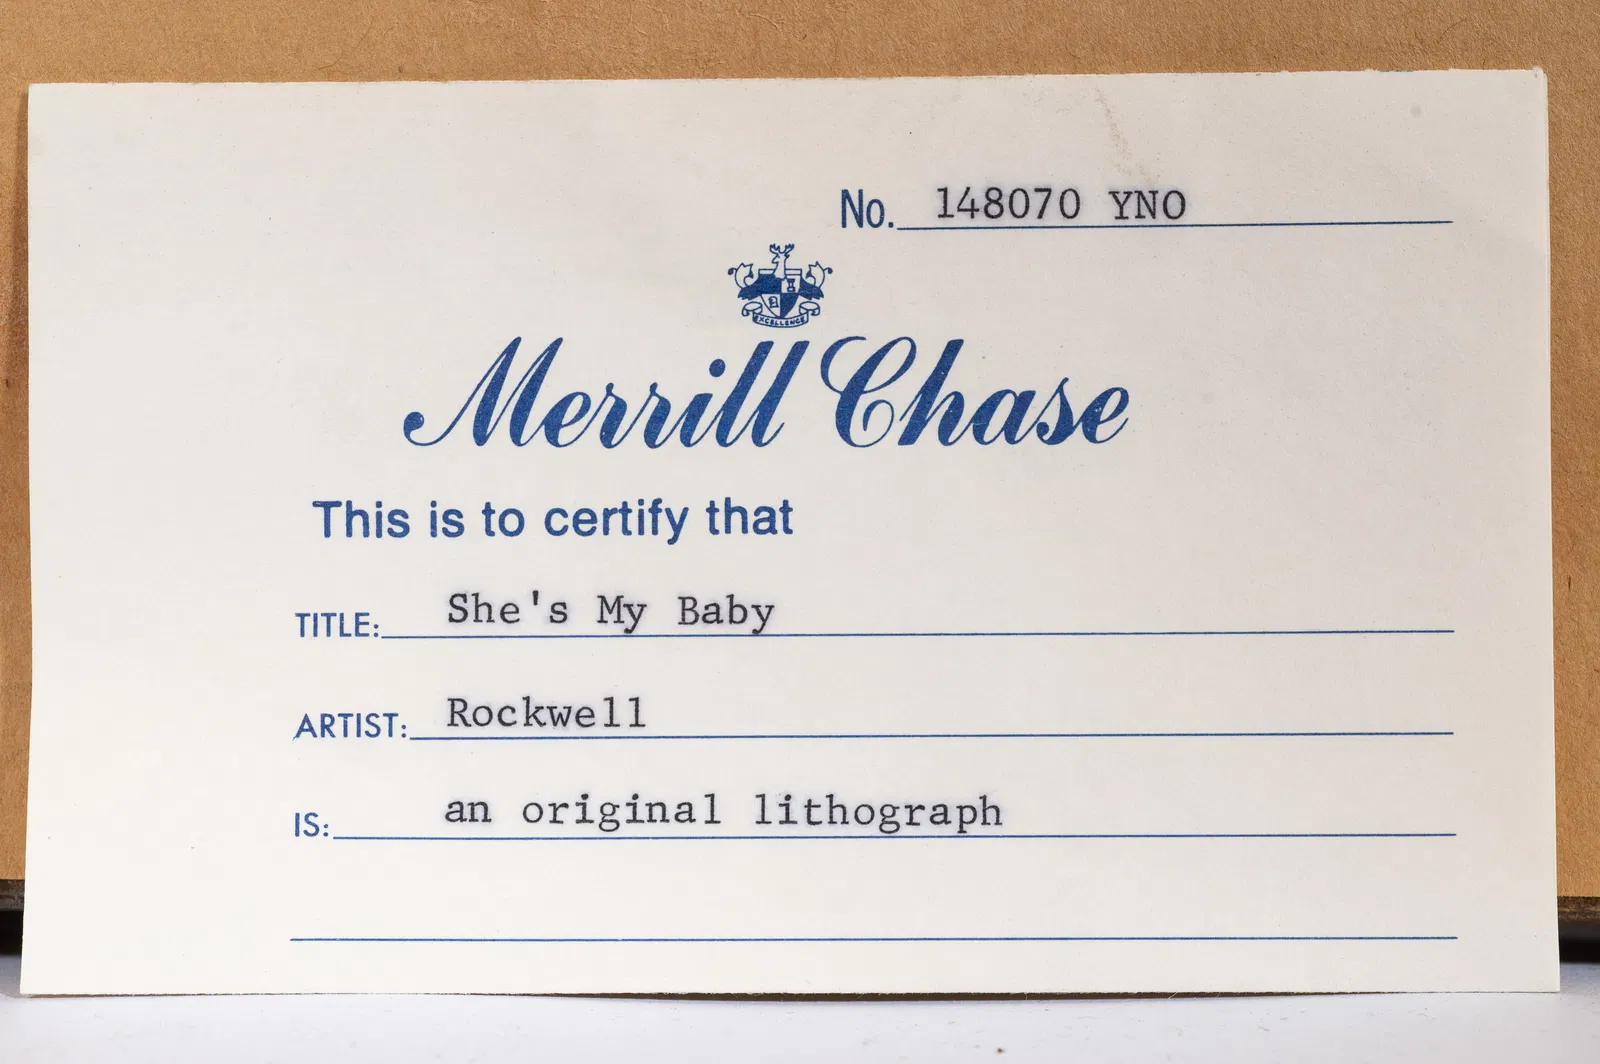 No. 148070 YNO
EXCELLENCE
Merrill Chase
This is to certify that
TITLE: She's My Baby
ARTIST: Rockwell
IS: an original lithograph